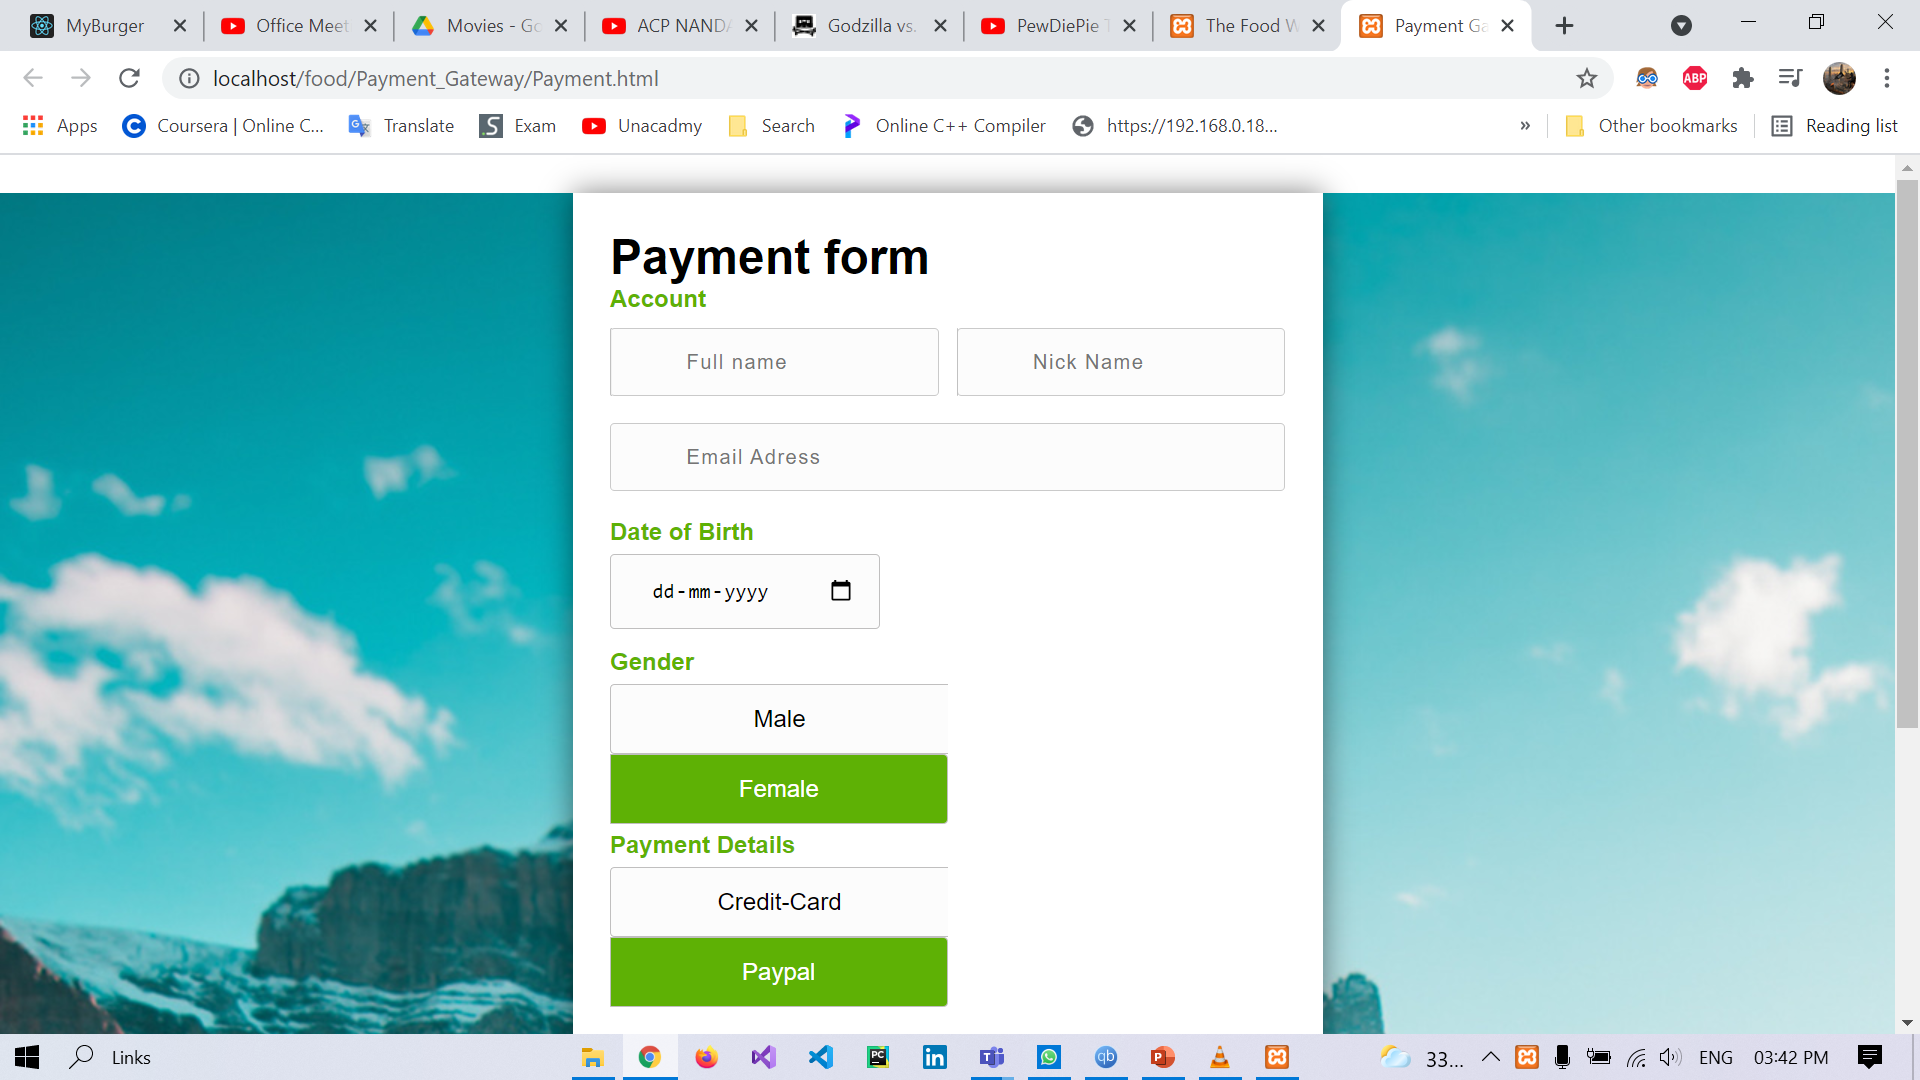 MyBurger
Office Meet
Movies - Go
ACP NANDA
Godzilla vs.
PewDiePie T
The Food W
Payment Ga
localhost/food/Payment_Gateway/Payment.html
ABP
Apps
Coursera | Online C...
Translate
Exam
Unacadmy
Search
Online C++ Compiler
https://192.168.0.18...
»
Other bookmarks
Reading list
Payment form
Account
Full name
Nick Name
Email Adress
Date of Birth
dd-mm-yyyy
Gender
Male
Female
Payment Details
Credit-Card
Paypal
Links
33...
ENG
03:42 PM